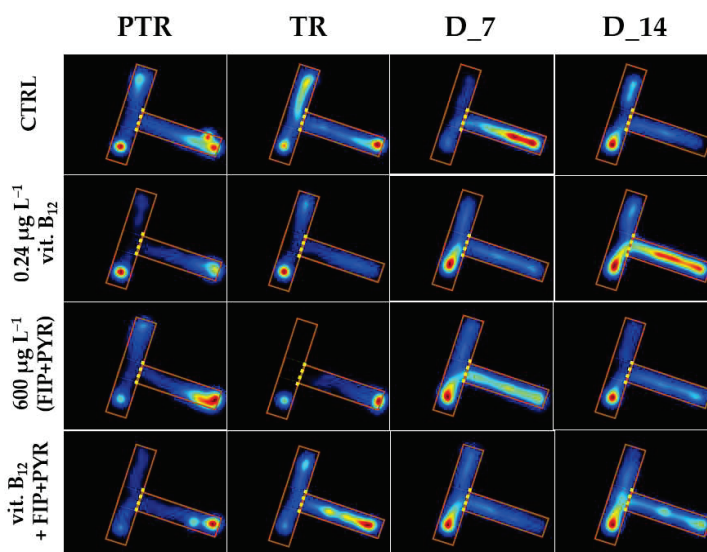 PTR TR D_7 D_14
CTRL
0.24 µg L⁻¹
vit. B₁₂
600 µg L⁻¹
(FIP+PYR)
vit. B₁₂
+ FIP+PYR